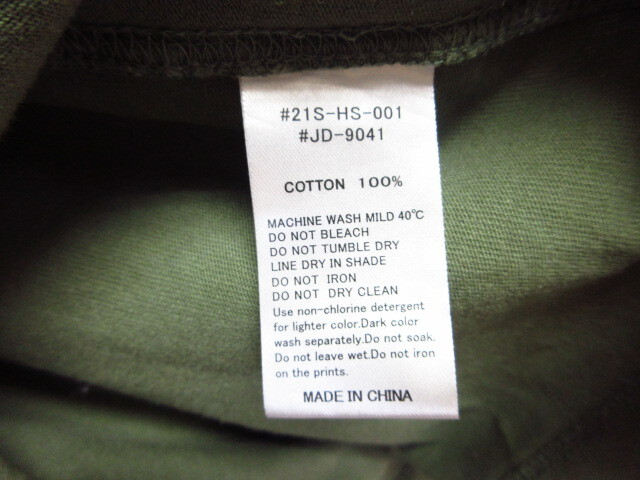 #21S-HS-001
#JD-9041
COTTON 100%
MACHINE WASH MILD 40℃
DO NOT BLEACH
DO NOT TUMBLE DRY
LINE DRY IN SHADE
DO NOT IRON
DO NOT DRY CLEAN
Use non-chlorine detergent
for lighter color.Dark color
wash separately.Do not soak.
Do not leave wet.Do not iron
on the prints.
MADE IN CHINA